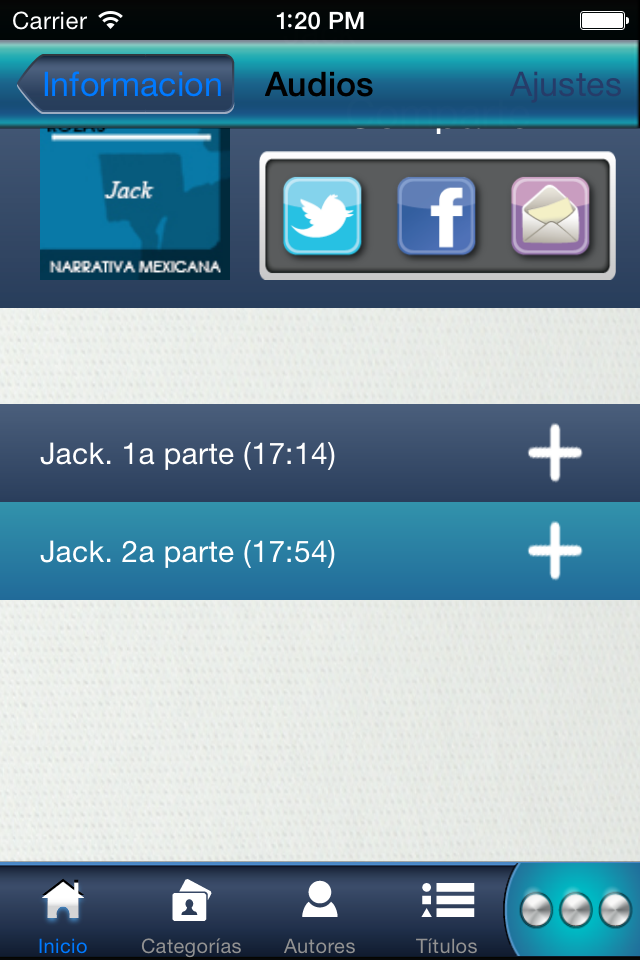 Carrier 1:20 PM
Informacion Audios Ajustes
Jack
NARRATIVA MEXICANA
Jack. 1a parte (17:14)
Jack. 2a parte (17:54)
Inicio Categorías Autores Títulos